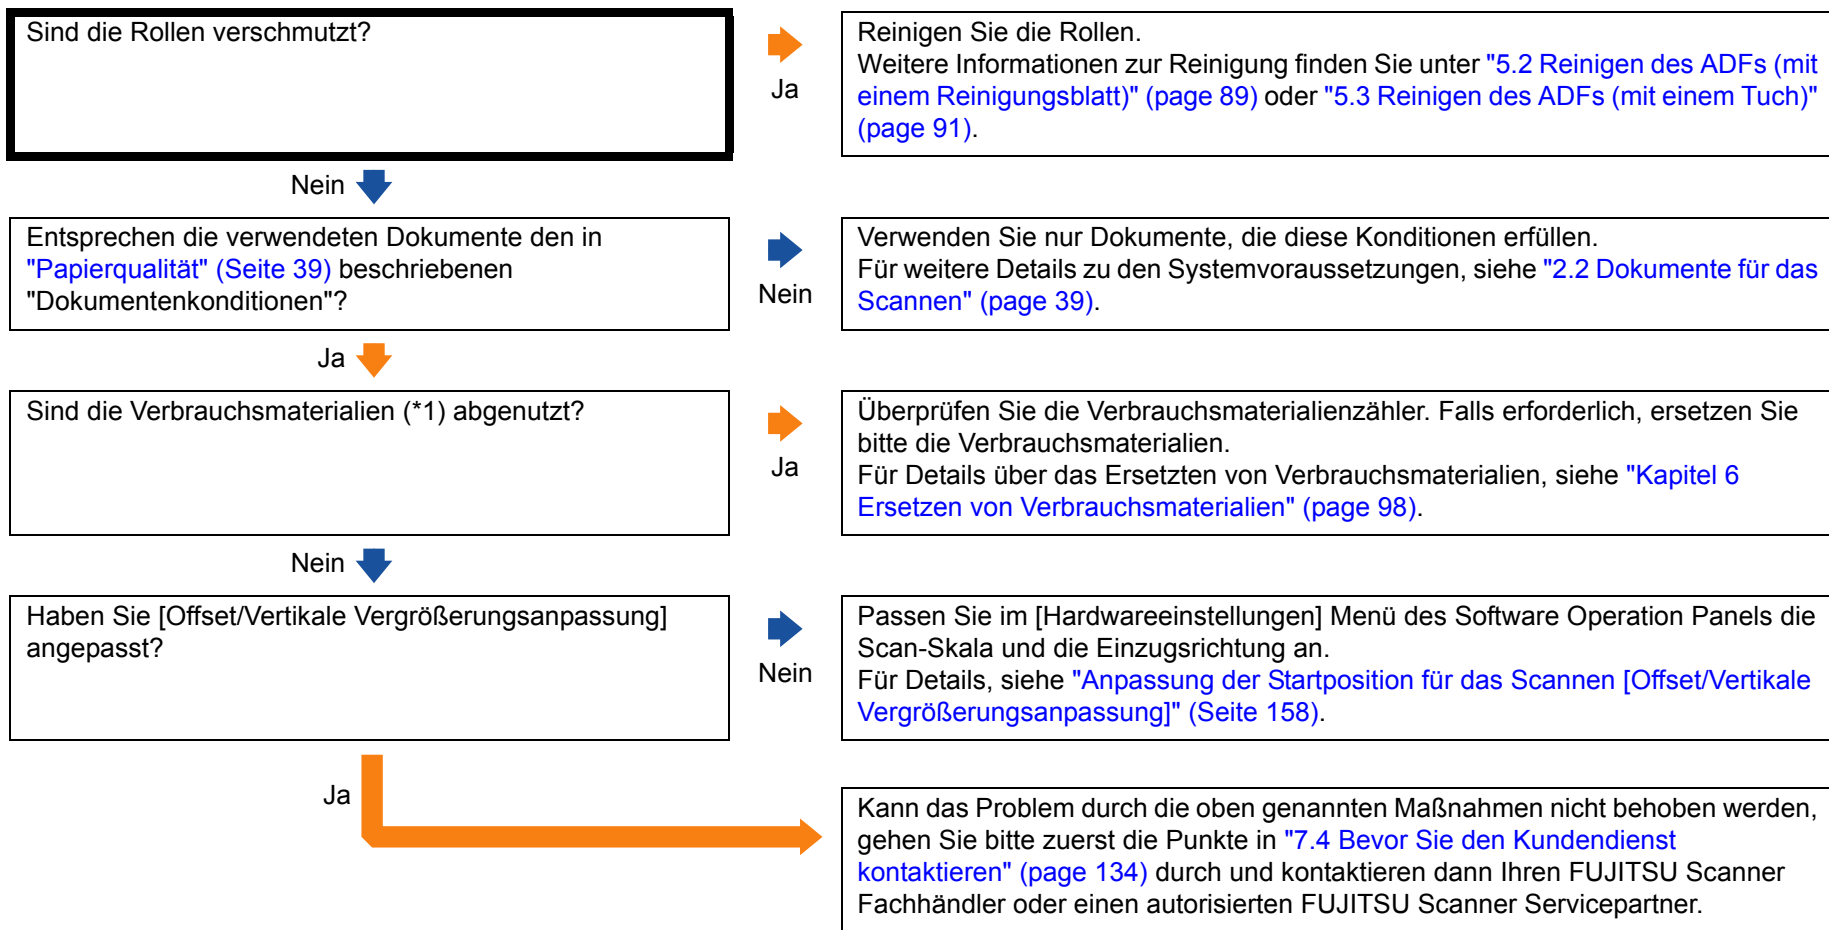 Sind die Rollen verschmutzt?
Ja
Reinigen Sie die Rollen.
Weitere Informationen zur Reinigung finden Sie unter "5.2 Reinigen des ADFs (mit
einem Reinigungsblatt)" (page 89) oder "5.3 Reinigen des ADFs (mit einem Tuch)"
(page 91).
Nein
Entsprechen die verwendeten Dokumente den in
"Papierqualität" (Seite 39) beschriebenen
"Dokumentenkonditionen"?
Nein
Verwenden Sie nur Dokumente, die diese Konditionen erfüllen.
Für weitere Details zu den Systemvoraussetzungen, siehe "2.2 Dokumente für das
Scannen" (page 39).
Ja
Sind die Verbrauchsmaterialien (*1) abgenutzt?
Ja
Überprüfen Sie die Verbrauchsmaterialienzähler. Falls erforderlich, ersetzen Sie
bitte die Verbrauchsmaterialien.
Für Details über das Ersetzten von Verbrauchsmaterialien, siehe "Kapitel 6
Ersetzen von Verbrauchsmaterialien" (page 98).
Nein
Haben Sie [Offset/Vertikale Vergrößerungsanpassung]
angepasst?
Nein
Passen Sie im [Hardwareeinstellungen] Menü des Software Operation Panels die
Scan-Skala und die Einzugsrichtung an.
Für Details, siehe "Anpassung der Startposition für das Scannen [Offset/Vertikale
Vergrößerungsanpassung]" (Seite 158).
Ja
Kann das Problem durch die oben genannten Maßnahmen nicht behoben werden,
gehen Sie bitte zuerst die Punkte in "7.4 Bevor Sie den Kundendienst
kontaktieren" (page 134) durch und kontaktieren dann Ihren FUJITSU Scanner
Fachhändler oder einen autorisierten FUJITSU Scanner Servicepartner.